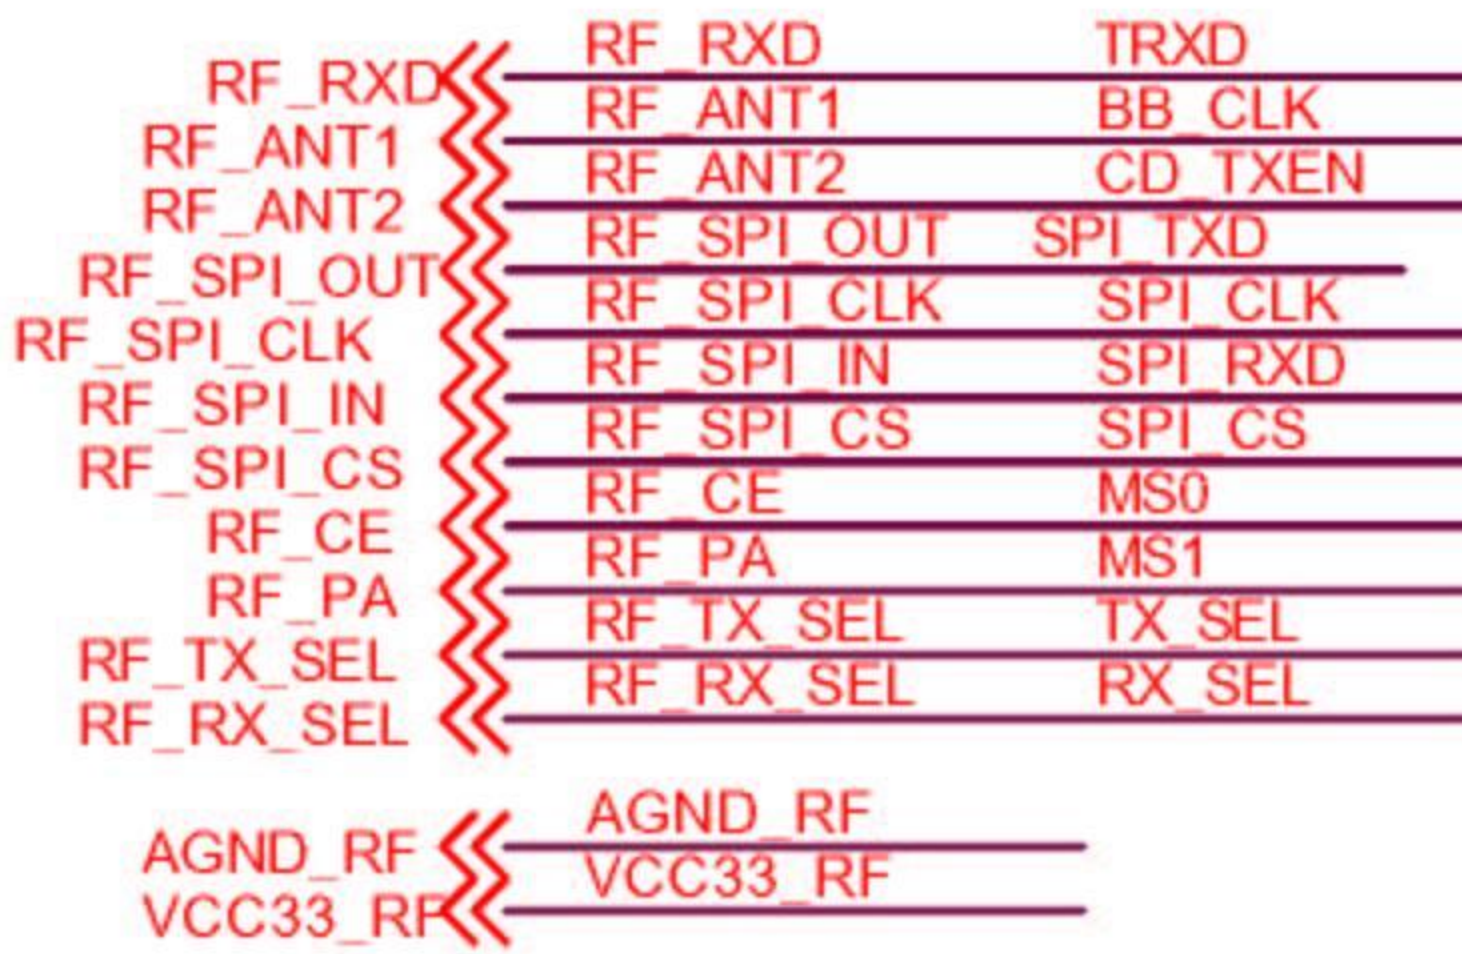 RF_RXD RF_RXD TRXD
RF_ANT1 RF_ANT1 BB_CLK
RF_ANT2 RF_ANT2 CD_TXEN
RF_SPI_OUT RF_SPI_OUT SPI_TXD
RF_SPI_CLK RF_SPI_CLK SPI_CLK
RF_SPI_IN RF_SPI_IN SPI_RXD
RF_SPI_CS RF_SPI_CS SPI_CS
RF_CE RF_CE MS0
RF_PA RF_PA MS1
RF_TX_SEL RF_TX_SEL TX_SEL
RF_RX_SEL RF_RX_SEL RX_SEL
AGND_RF AGND_RF
VCC33_RF VCC33_RF